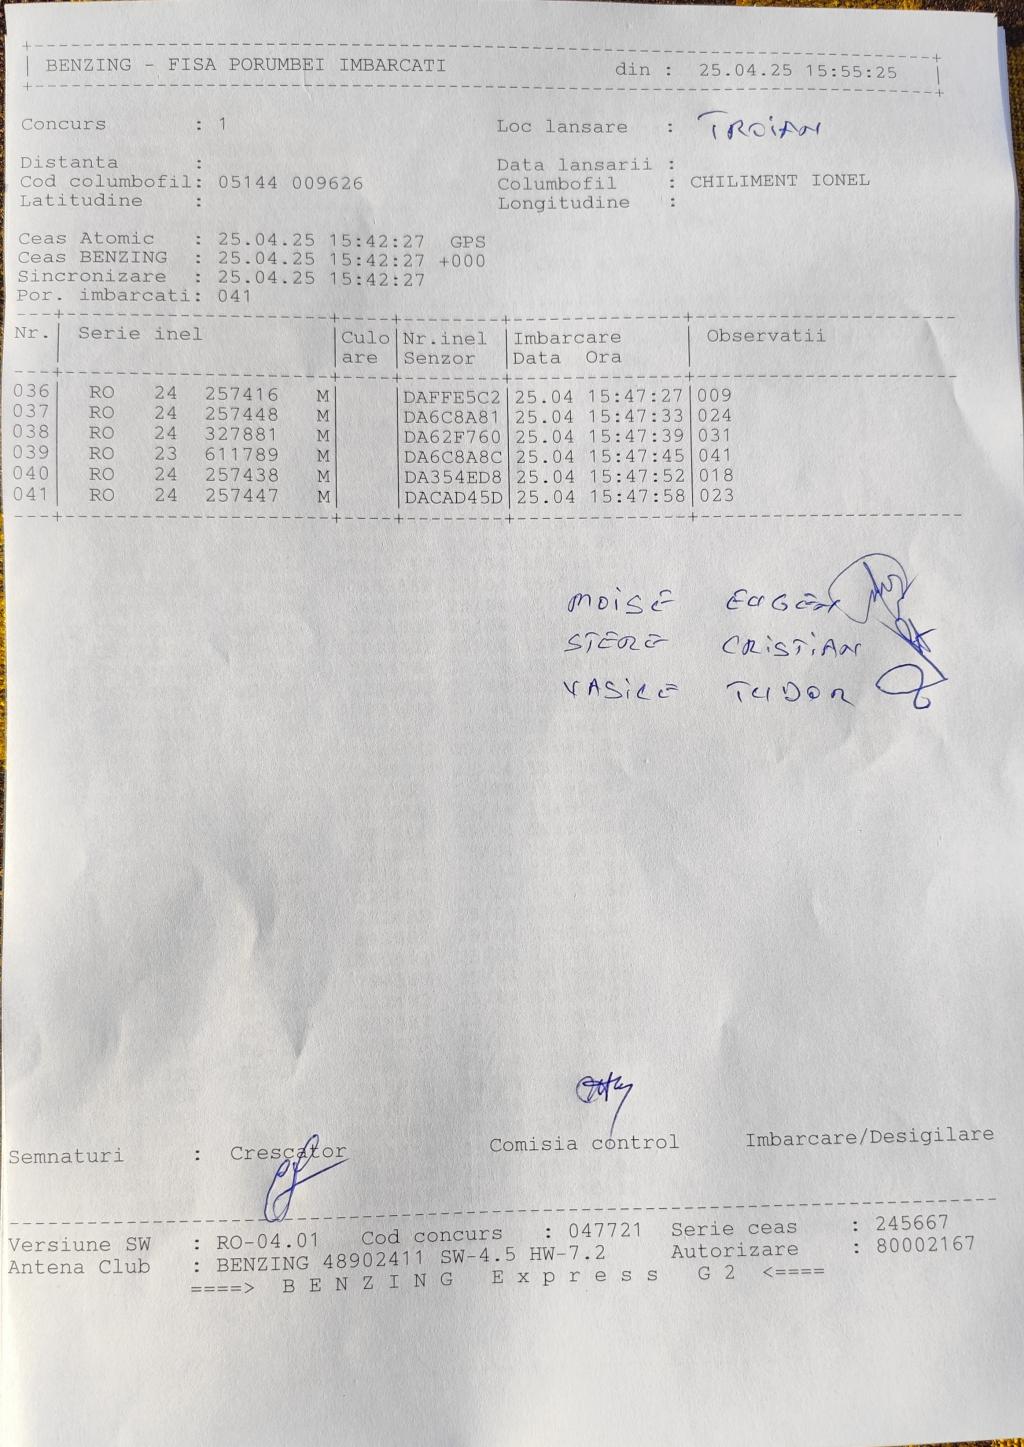 BENZING - FISA PORUMBEI IMBARCATI din : 25.04.25 15:55:25
Concurs : 1 Loc lansare : TROIAN
Distanta : Data lansarii :
Cod columbofil: 05144 009626 Columbofil : CHILIMENT IONEL
Latitudine : Longitudine :
Ceas Atomic : 25.04.25 15:42:27 GPS
Ceas BENZING : 25.04.25 15:42:27 +000
Sincronizare : 25.04.25 15:42:27
Por. imbarcati: 041
Nr. Serie inel Culo Nr.inel Imbarcare Observatii
are Senzor Data Ora
036 RO 24 257416 M DAFFE5C2 25.04 15:47:27 009
037 RO 24 257448 M DA6C8A81 25.04 15:47:33 024
038 RO 24 327881 M DA62F760 25.04 15:47:39 031
039 RO 23 611789 M DA6C8A8C 25.04 15:47:45 041
040 RO 24 257438 M DA354ED8 25.04 15:47:52 018
041 RO 24 257447 M DACAD45D 25.04 15:47:58 023
MOISE EUGEN
STERE CRISTIAN
VASILE TUDOR
Semnaturi : Crescator Comisia control Imbarcare/Desigilare
Versiune SW : RO-04.01 Cod concurs : 047721 Serie ceas : 245667
Antena Club : BENZING 48902411 SW-4.5 HW-7.2 Autorizare : 80002167
====> B E N Z I N G E x p r e s s G 2 <====